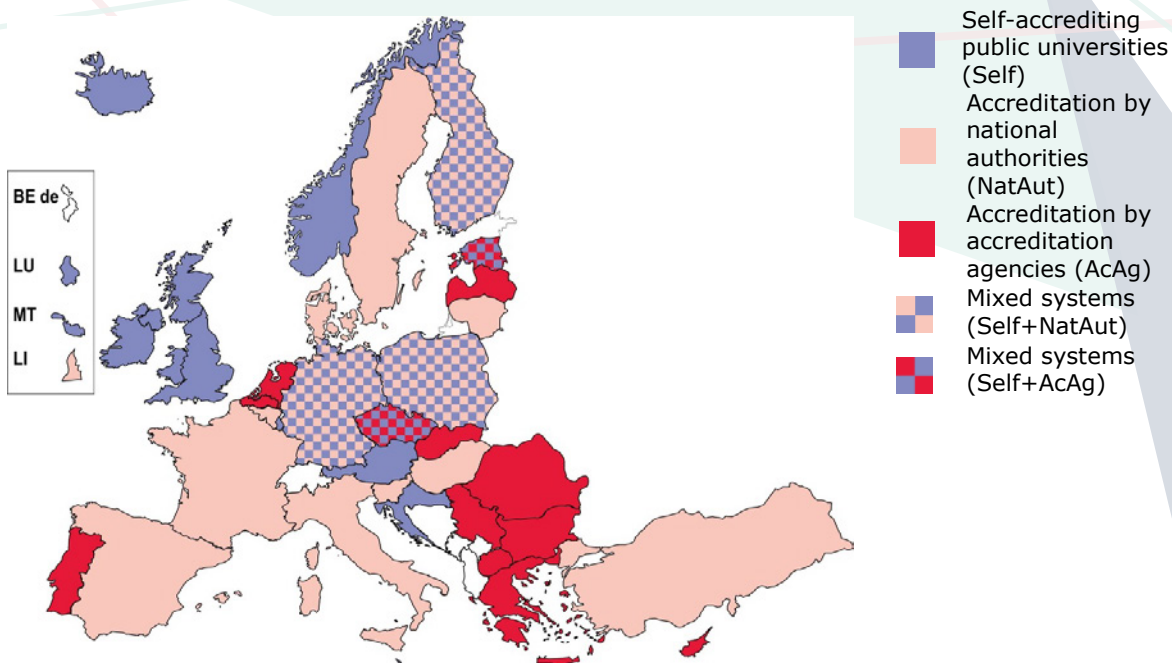 Self-accrediting
public universities
(Self)
Accreditation by
national
authorities
(NatAut)
Accreditation by
accreditation
agencies (AcAg)
Mixed systems
(Self+NatAut)
Mixed systems
(Self+AcAg)
BE de
LU
MT
LI